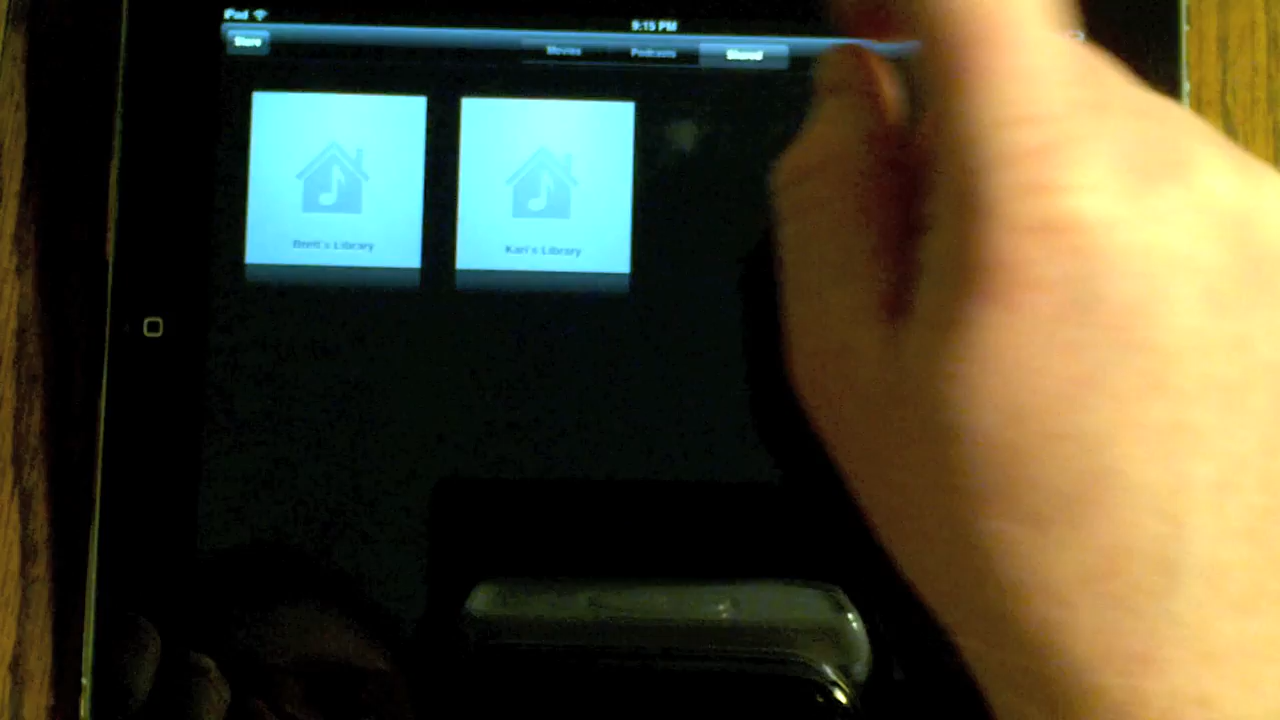 iPad
9:15 PM
Store
Movies
Podcasts
Shared
Brett's Library
Kari's Library